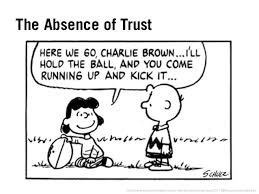 The Absence of Trust
HERE WE GO, CHARLIE BROWN...I'LL
HOLD THE BALL, AND YOU COME
RUNNING UP AND KICK IT...
SCHULZ